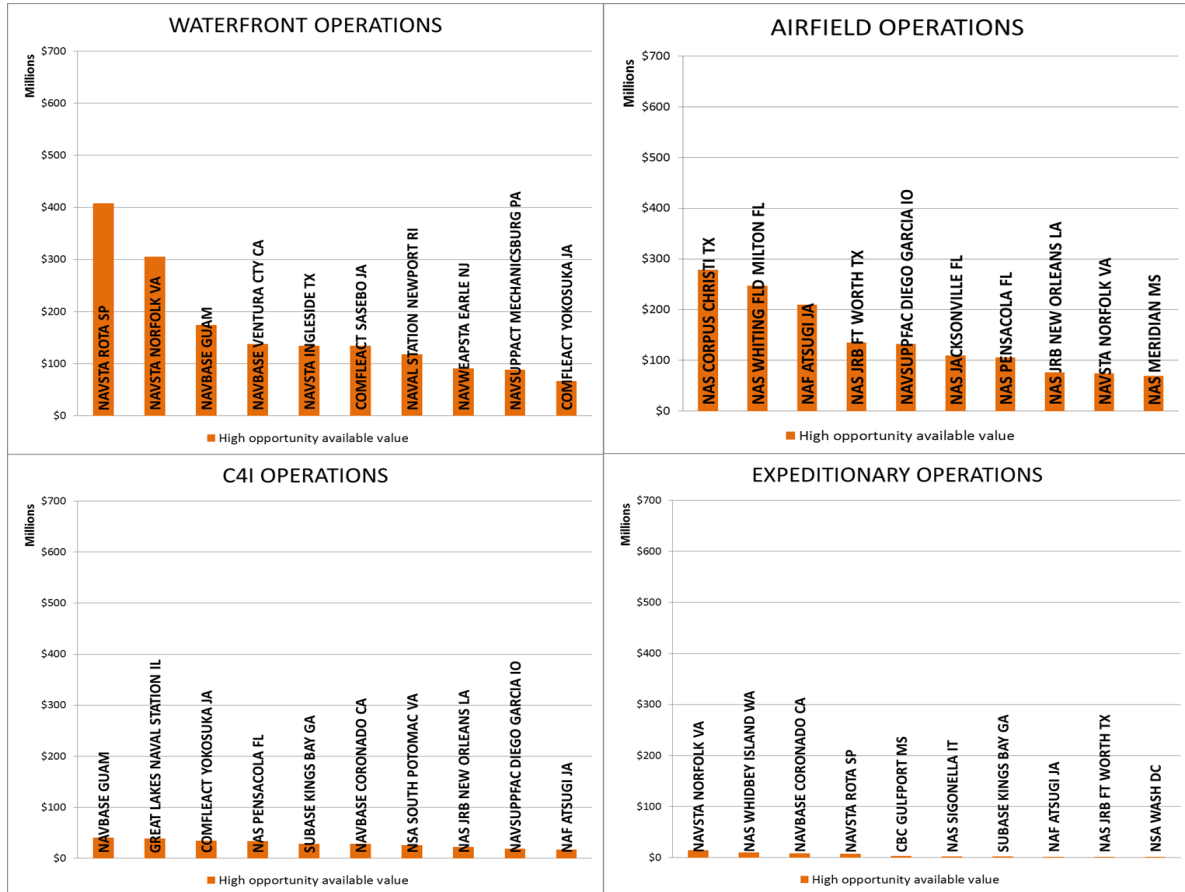 WATERFRONT OPERATIONS
Millions
$700
$600
$500
$400
$300
$200
$100
$0
NAVSTA ROTA SP
NAVSTA NORFOLK VA
NAVBASE GUAM
NAVBASE VENTURA CTY CA
NAVSTA INGLESIDE TX
COMFLEACT SASEBO JA
NAVAL STATION NEWPORT RI
NAVWEAPSTA EARLE NJ
NAVSUPPACT MECHANICSBURG PA
COMFLEACT YOKOSUKA JA
High opportunity available value
AIRFIELD OPERATIONS
Millions
$700
$600
$500
$400
$300
$200
$100
$0
NAS CORPUS CHRISTI TX
NAS WHITING FLD MILTON FL
NAF ATSUGI JA
NAS JRB FT WORTH TX
NAVSUPPFAC DIEGO GARCIA IO
NAS JACKSONVILLE FL
NAS PENSACOLA FL
NAS JRB NEW ORLEANS LA
NAVSTA NORFOLK VA
NAS MERIDIAN MS
High opportunity available value
C4I OPERATIONS
Millions
$700
$600
$500
$400
$300
$200
$100
$0
NAVBASE GUAM
GREAT LAKES NAVAL STATION IL
COMFLEACT YOKOSUKA JA
NAS PENSACOLA FL
SUBASE KINGS BAY GA
NAVBASE CORONADO CA
NSA SOUTH POTOMAC VA
NAS JRB NEW ORLEANS LA
NAVSUPPFAC DIEGO GARCIA IO
NAF ATSUGI JA
High opportunity available value
EXPEDITIONARY OPERATIONS
Millions
$700
$600
$500
$400
$300
$200
$100
$0
NAVSTA NORFOLK VA
NAS WHIDBEY ISLAND WA
NAVBASE CORONADO CA
NAVSTA ROTA SP
CBC GULFPORT MS
NAS SIGONELLA IT
SUBASE KINGS BAY GA
NAF ATSUGI JA
NAS JRB FT WORTH TX
NSA WASH DC
High opportunity available value